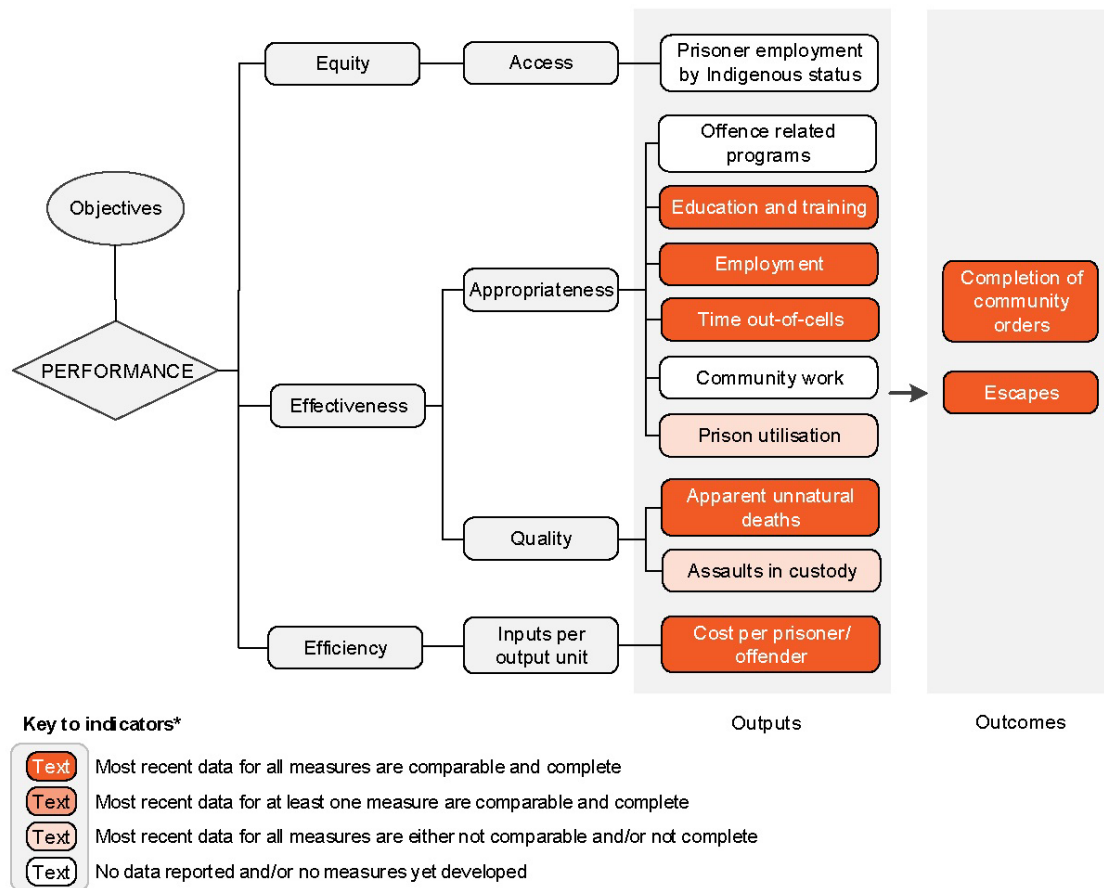 Objectives
PERFORMANCE
Equity
Access
Prisoner employment
by Indigenous status
Effectiveness
Appropriateness
Offence related
programs
Education and training
Employment
Time out-of-cells
Community work
Prison utilisation
Quality
Apparent unnatural
deaths
Assaults in custody
Efficiency
Inputs per
output unit
Cost per prisoner/
offender
Completion of
community
orders
Escapes
Outputs
Outcomes
Key to indicators*
Text Most recent data for all measures are comparable and complete
Text Most recent data for at least one measure are comparable and complete
Text Most recent data for all measures are either not comparable and/or not complete
Text No data reported and/or no measures yet developed